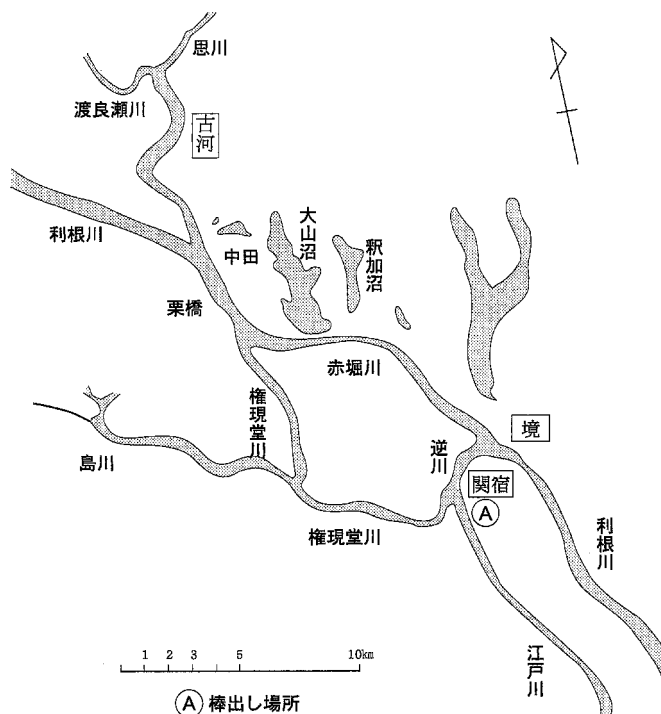 思川
渡良瀬川
古河
利根川
中田
大山沼
釈加沼
栗橋
赤堀川
権現堂川
島川
権現堂川
逆川
境
関宿
A
利根川
江戸川
1 2 3 5 10km
A 棒出し場所